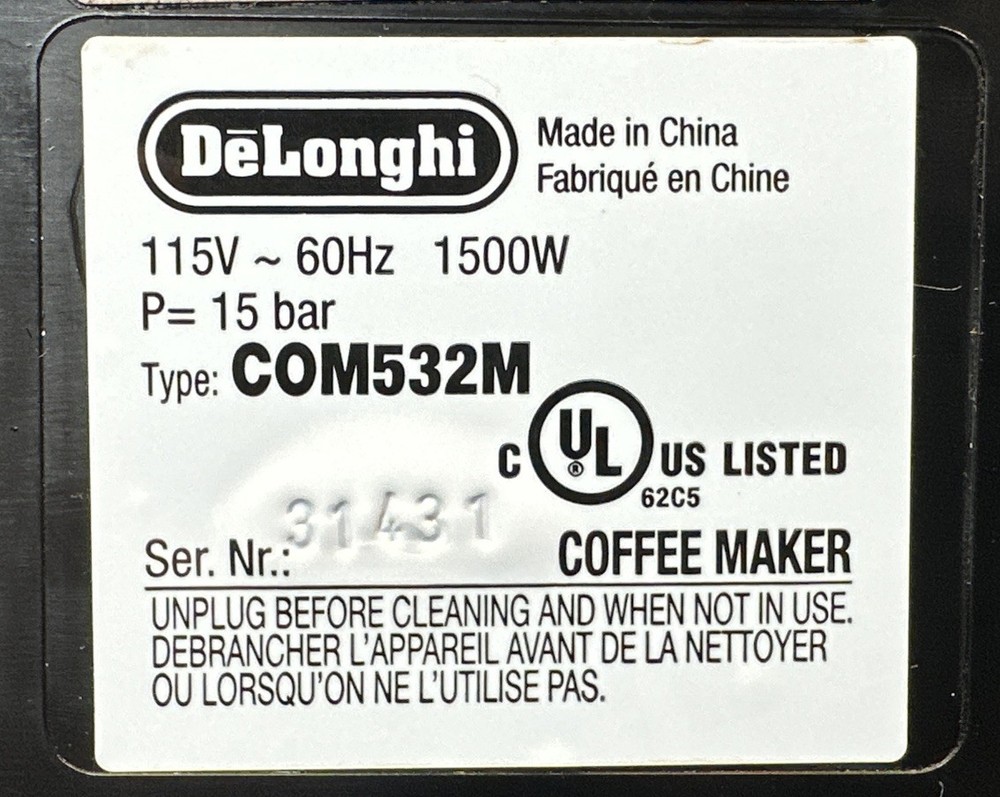 DēLonghi
Made in China
Fabriqué en Chine
115V ~ 60Hz 1500W
P= 15 bar
Type: COM532M
C UL ® US LISTED
62C5
31431
Ser. Nr.:
COFFEE MAKER
UNPLUG BEFORE CLEANING AND WHEN NOT IN USE.
DEBRANCHER L'APPAREIL AVANT DE LA NETTOYER
OU LORSQU'ON NE L'UTILISE PAS.